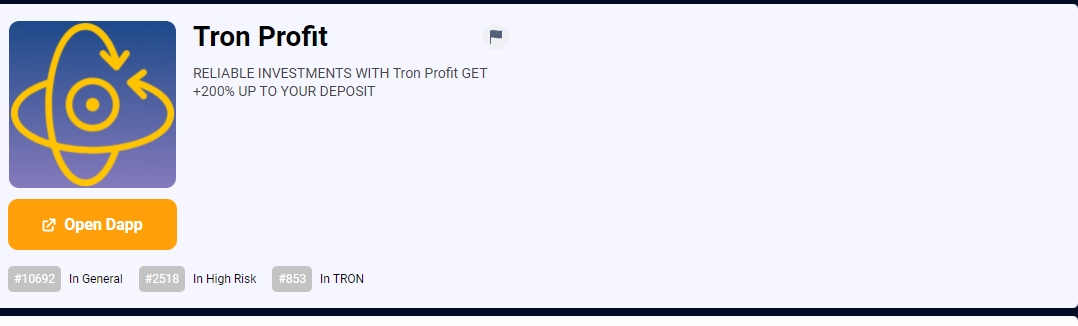 Tron Profit
RELIABLE INVESTMENTS WITH Tron Profit GET
+200% UP TO YOUR DEPOSIT
Open Dapp
#10692 In General #2518 In High Risk #853 In TRON